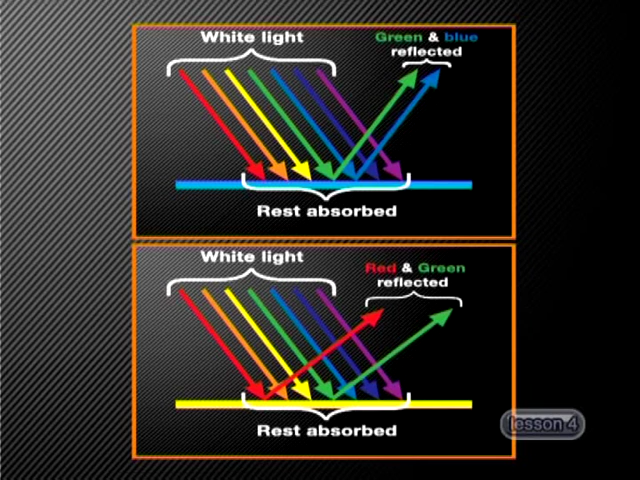 White light
Green & blue
reflected
Rest absorbed
White light
Red & Green
reflected
Rest absorbed
lesson 4